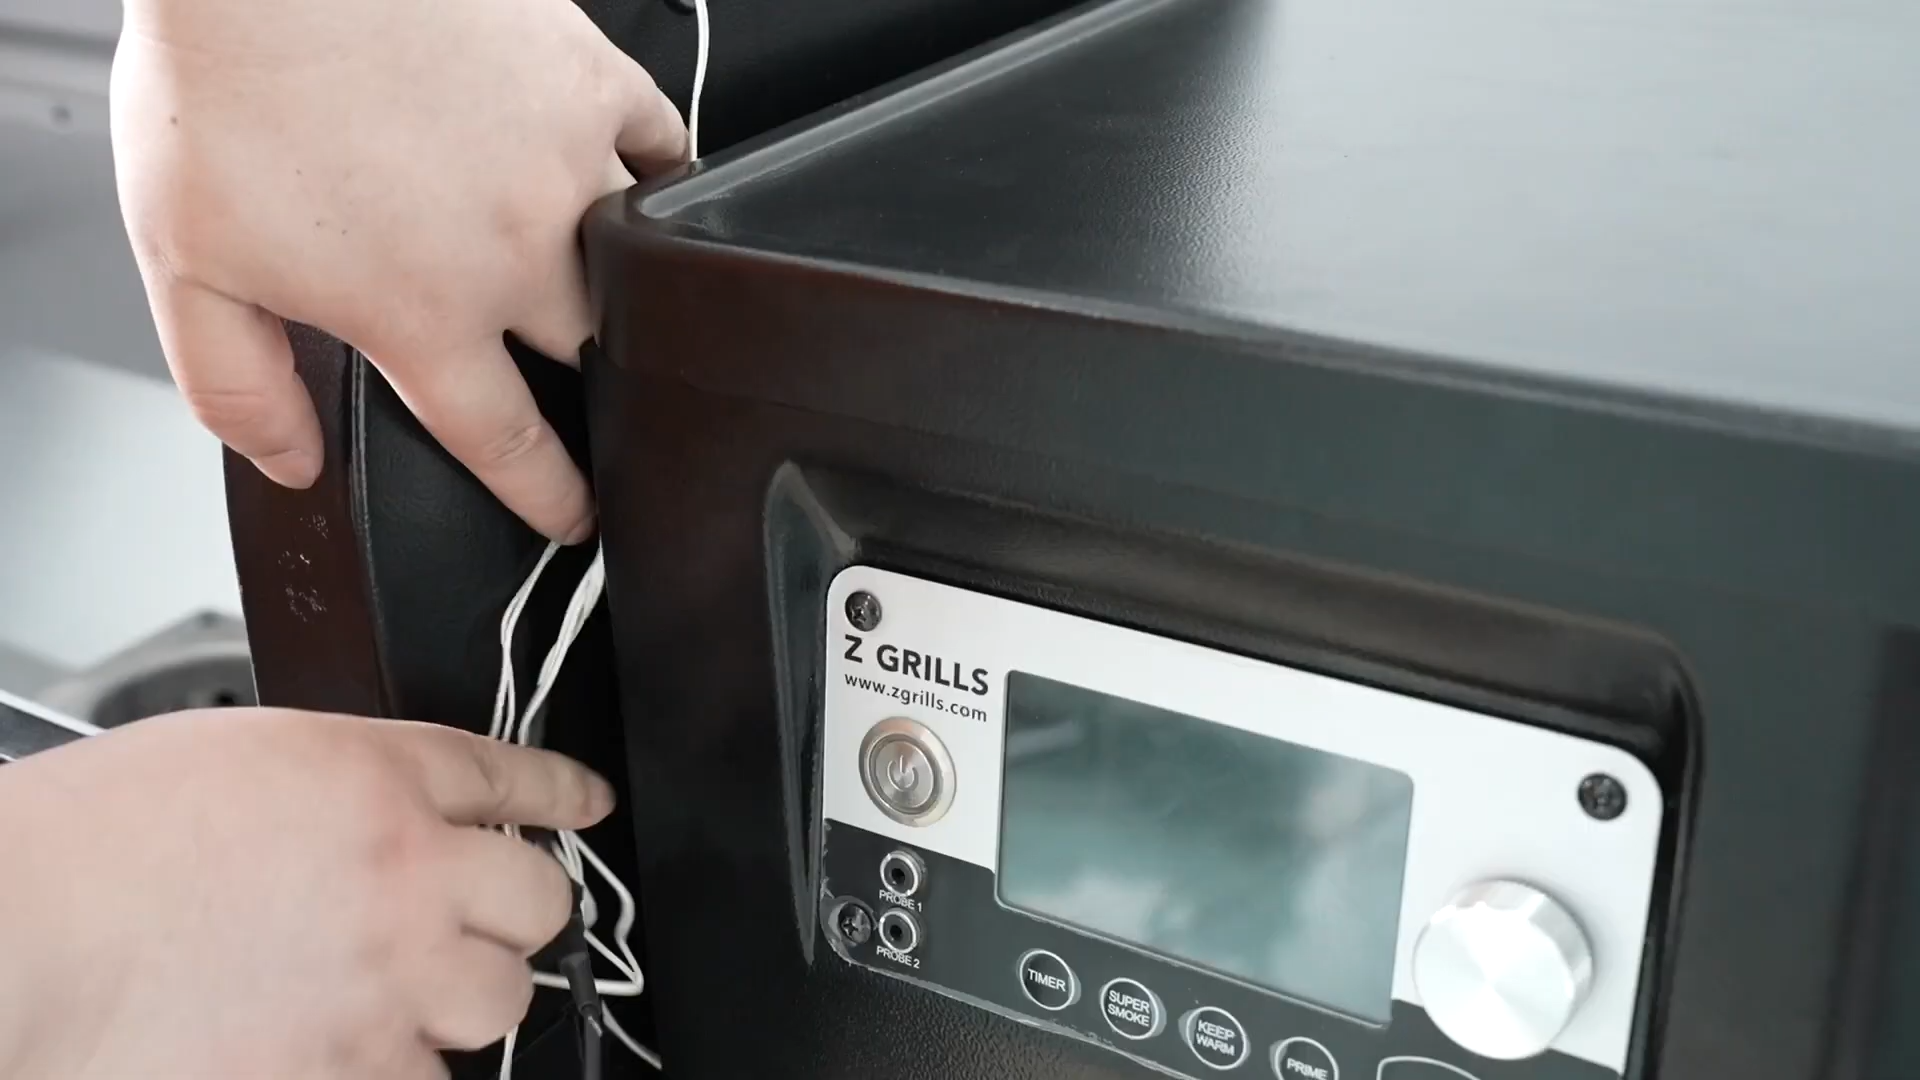 Z GRILLS
www.zgrills.com
PROBE 1
PROBE 2
TIMER
SUPER
SMOKE
KEEP
WARM
PRIME